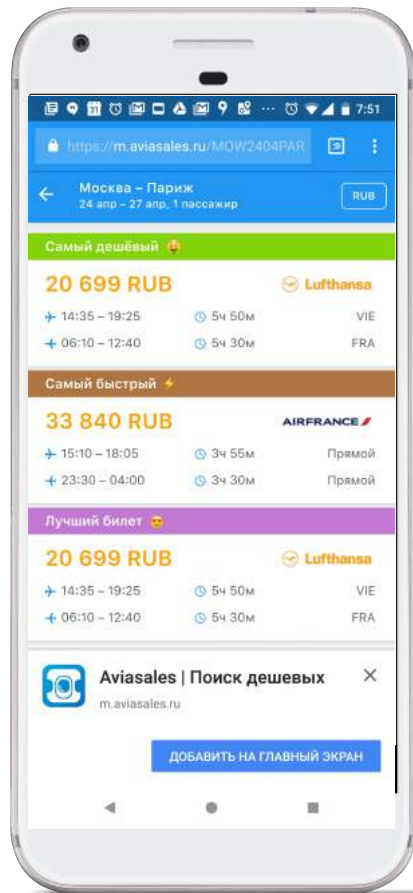 31
7:51
https://m.aviasales.ru/MOW2404PAR
Москва – Париж
24 апр – 27 апр, 1 пассажир
RUB
Самый дешёвый 🤑
20 699 RUB
Lufthansa
14:35 – 19:25 5ч 50м VIE
06:10 – 12:40 5ч 30м FRA
Самый быстрый ⚡
33 840 RUB
AIRFRANCE
15:10 – 18:05 3ч 55м Прямой
23:30 – 04:00 3ч 30м Прямой
Лучший билет 😎
20 699 RUB
Lufthansa
14:35 – 19:25 5ч 50м VIE
06:10 – 12:40 5ч 30м FRA
Aviasales | Поиск дешевых
m.aviasales.ru
ДОБАВИТЬ НА ГЛАВНЫЙ ЭКРАН